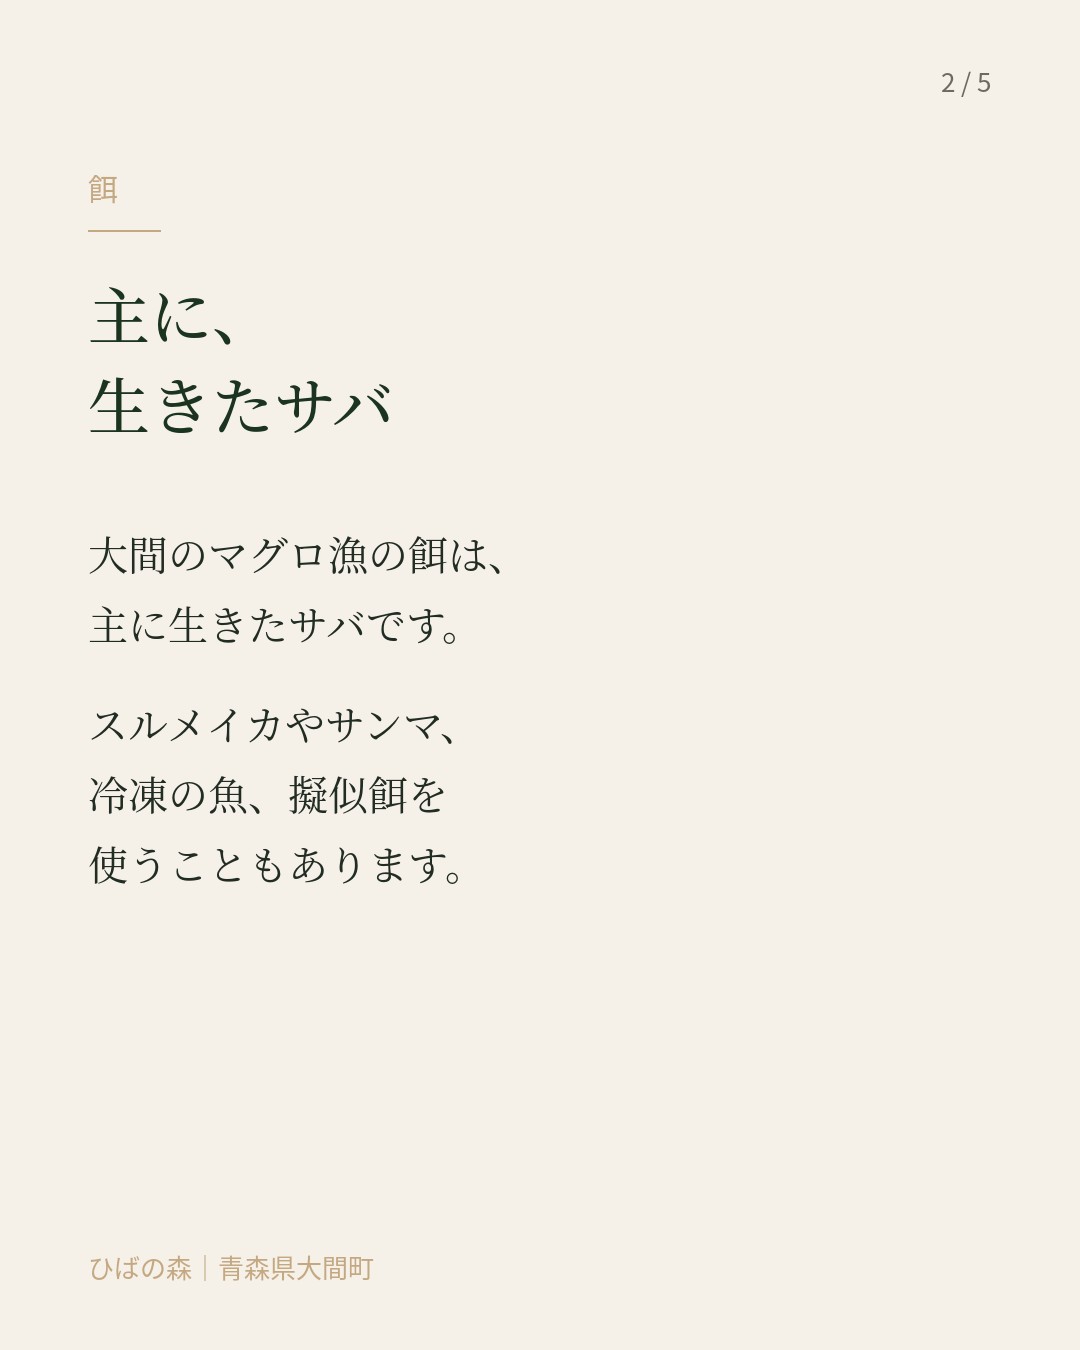 2 / 5
餌
主に、
生きたサバ
大間のマグロ漁の餌は、
主に生きたサバです。
スルメイカやサンマ、
冷凍の魚、擬似餌を
使うこともあります。
ひばの森｜青森県大間町